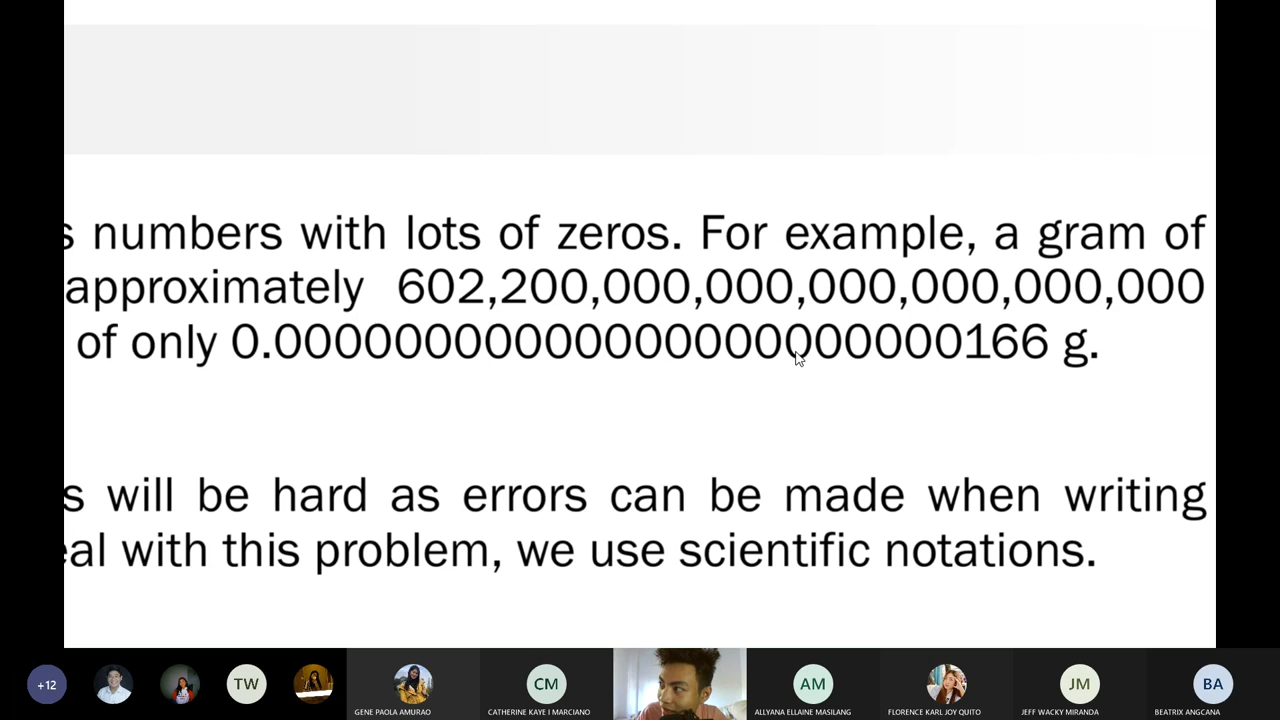 s numbers with lots of zeros. For example, a gram of
approximately 602,200,000,000,000,000,000,000
of only 0.00000000000000000000000166 g.
s will be hard as errors can be made when writing
eal with this problem, we use scientific notations.
+12
TW
CM
AM
JM
BA
GENE PAOLA AMURAO
CATHERINE KAYE I MARCIANO
ALLYANA ELLAINE MASILANG
FLORENCE KARL JOY QUITO
JEFF WACKY MIRANDA
BEATRIX ANGCANA